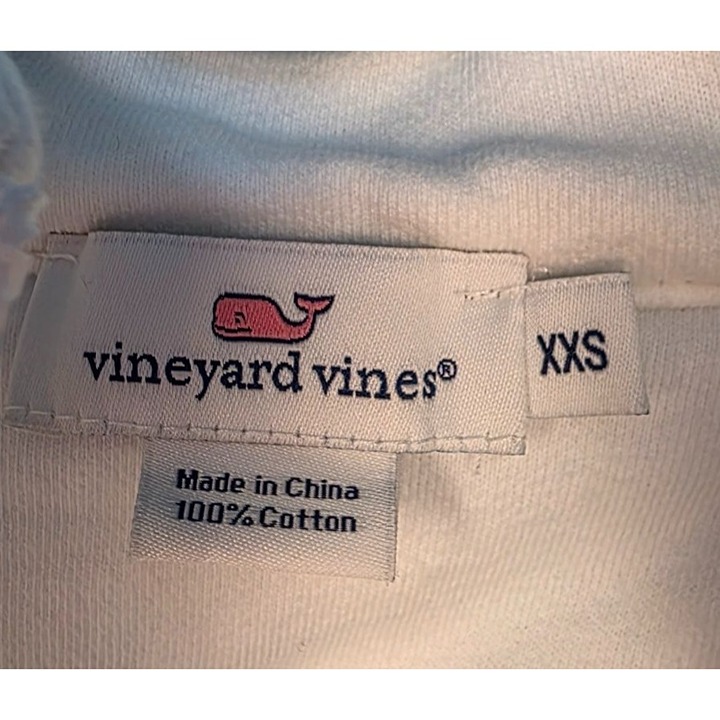 vineyard vines®
XXS
Made in China
100% Cotton